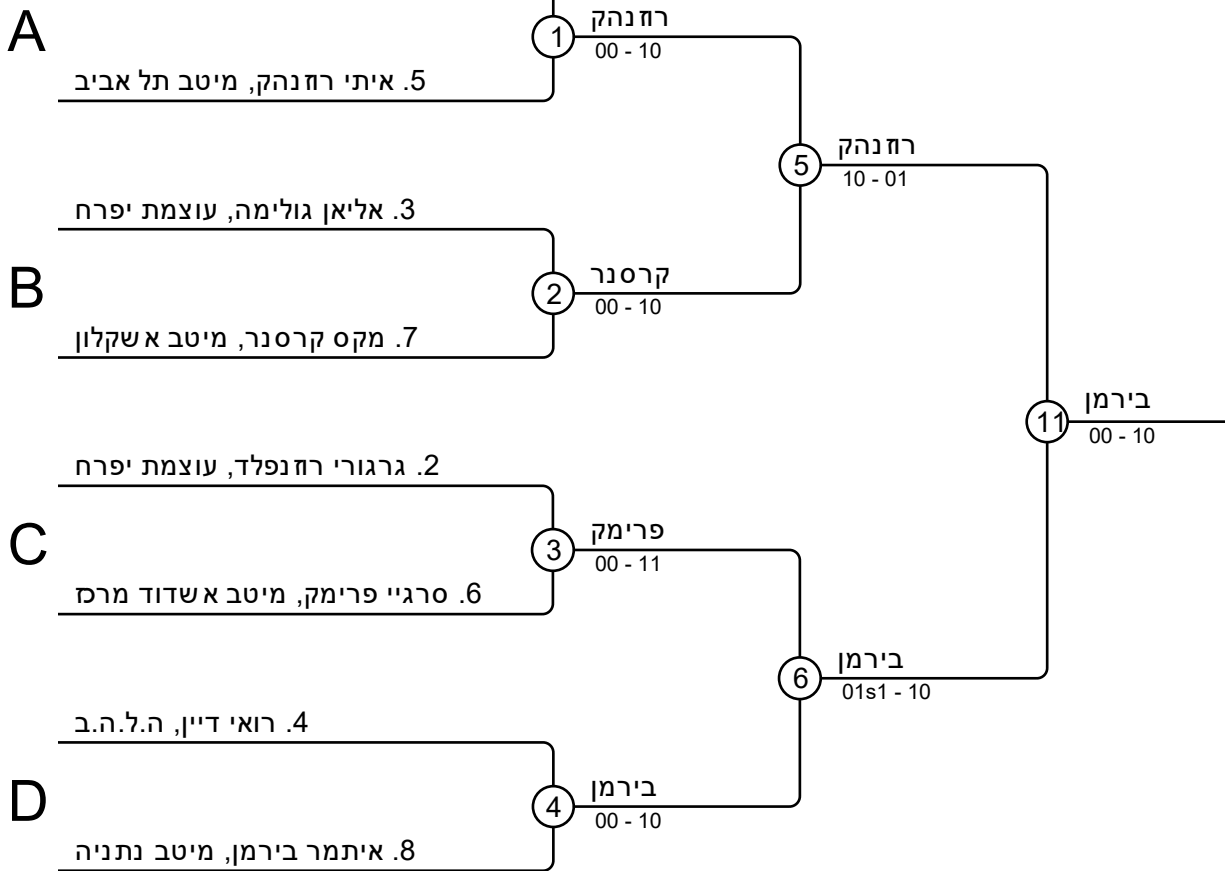 A
1
רוזנהק
00 - 10
5. איתי רוזנהק, מיטב תל אביב
5
רוזנהק
10 - 01
3. אליאן גולימה, עוצמת יפרח
B
2
קרסנר
00 - 10
7. מקס קרסנר, מיטב אשקלון
11
בירמן
00 - 10
2. גרגורי רוזנפלד, עוצמת יפרח
C
3
פרימק
00 - 11
6. סרגיי פרימק, מיטב אשדוד מרכז
6
בירמן
01s1 - 10
4. רואי דיין, ה.ל.ה.ב
D
4
בירמן
00 - 10
8. איתמר בירמן, מיטב נתניה